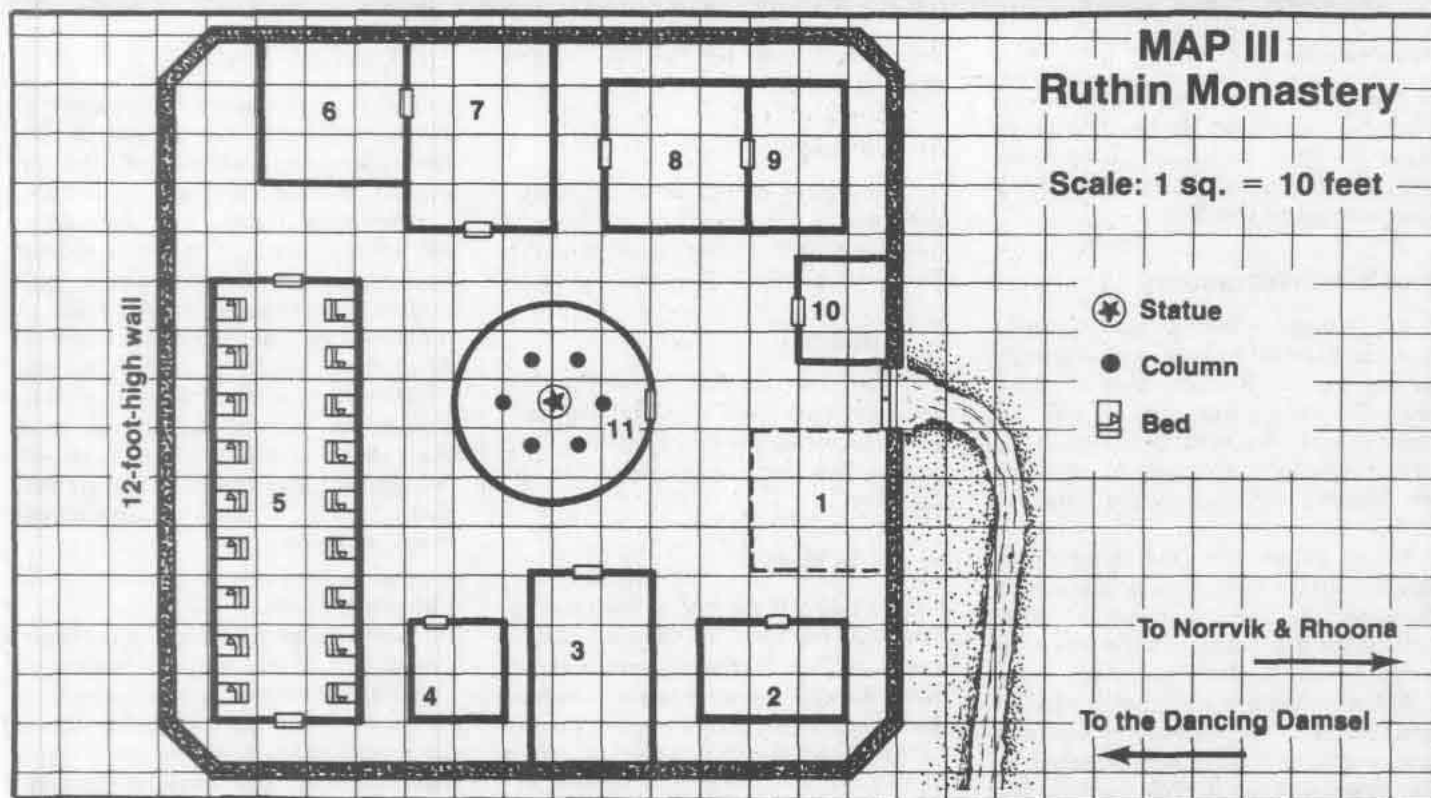 MAP III
Ruthin Monastery
Scale: 1 sq. = 10 feet
Statue
Column
Bed
To Norrvik & Rhoona
To the Dancing Damsel
12-foot-high wall
6
7
8
9
10
11
5
1
3
4
2